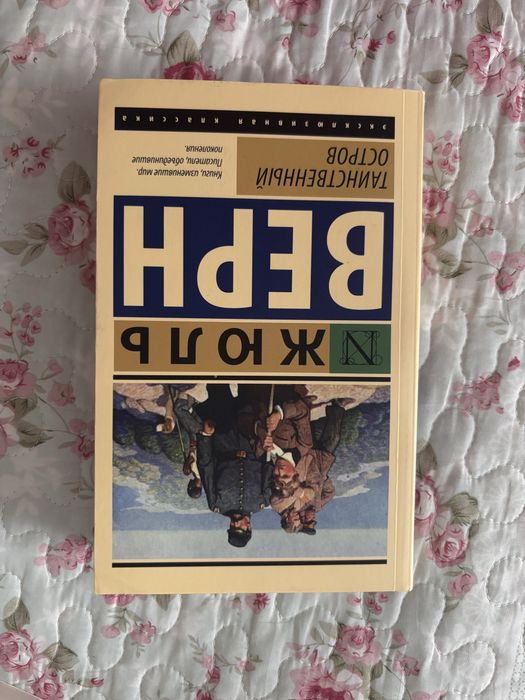 ЖЮЛЬ
ВЕРН
ТАИНСТВЕННЫЙ
ОСТРОВ
Книги, изменившие мир.
Писатели, объединившие
поколения.
ЭКСКЛЮЗИВНАЯ КЛАССИКА